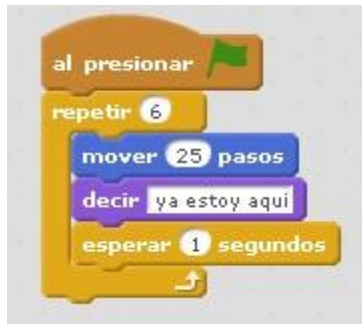 al presionar
repetir 6
mover 25 pasos
decir ya estoy aqui
esperar 1 segundos